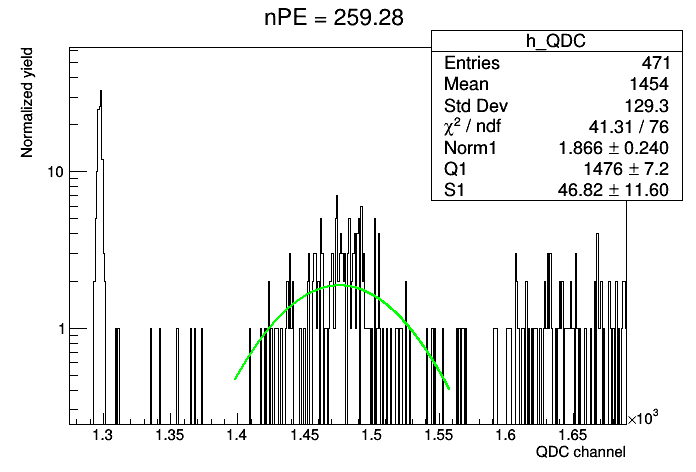 nPE = 259.28
h_QDC
Entries 471
Mean 1454
Std Dev 129.3
χ² / ndf 41.31 / 76
Norm1 1.866 ± 0.240
Q1 1476 ± 7.2
S1 46.82 ± 11.60
Normalized yield
10
1
1.3 1.35 1.4 1.45 1.5 1.55 1.6 1.65
×10³
QDC channel